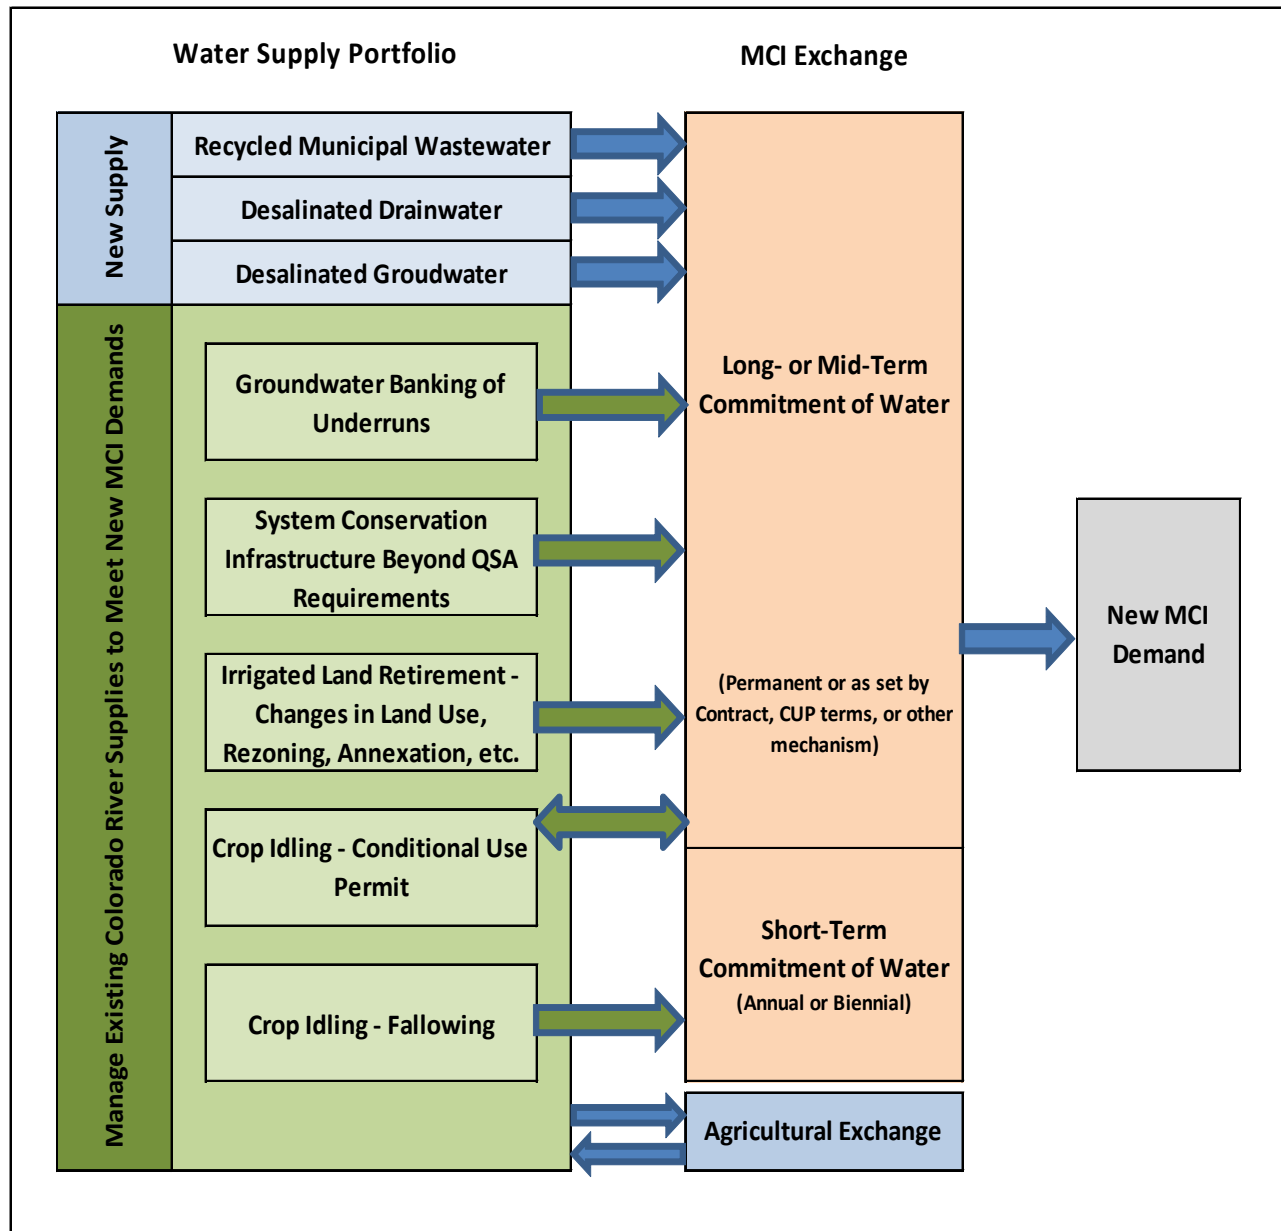 Water Supply Portfolio
MCI Exchange
New Supply
Recycled Municipal Wastewater
Desalinated Drainwater
Desalinated Groudwater
Manage Existing Colorado River Supplies to Meet New MCI Demands
Groundwater Banking of
Underruns
System Conservation
Infrastructure Beyond QSA
Requirements
Irrigated Land Retirement -
Changes in Land Use,
Rezoning, Annexation, etc.
Crop Idling - Conditional Use
Permit
Crop Idling - Fallowing
Long- or Mid-Term
Commitment of Water
(Permanent or as set by
Contract, CUP terms, or other
mechanism)
Short-Term
Commitment of Water
(Annual or Biennial)
Agricultural Exchange
New MCI
Demand